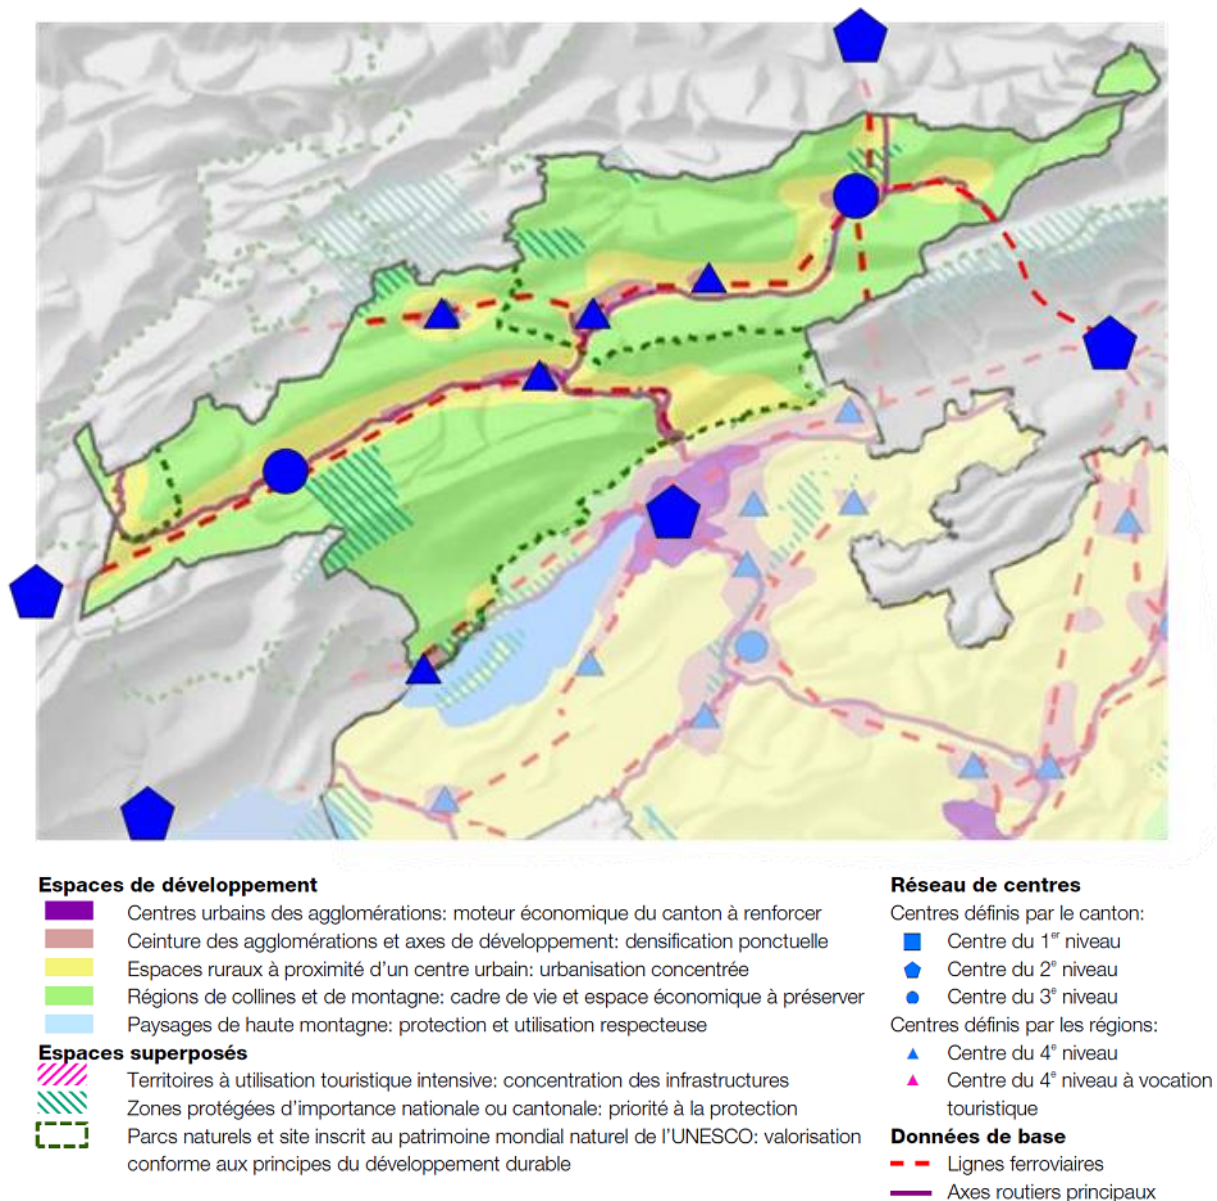 Espaces de développement
Centres urbains des agglomérations: moteur économique du canton à renforcer
Ceinture des agglomérations et axes de développement: densification ponctuelle
Espaces ruraux à proximité d'un centre urbain: urbanisation concentrée
Régions de collines et de montagne: cadre de vie et espace économique à préserver
Paysages de haute montagne: protection et utilisation respecteuse
Espaces superposés
Territoires à utilisation touristique intensive: concentration des infrastructures
Zones protégées d'importance nationale ou cantonale: priorité à la protection
Parcs naturels et site inscrit au patrimoine mondial naturel de l'UNESCO: valorisation
conforme aux principes du développement durable
Réseau de centres
Centres définis par le canton:
Centre du 1er niveau
Centre du 2e niveau
Centre du 3e niveau
Centres définis par les régions:
Centre du 4e niveau
Centre du 4e niveau à vocation
touristique
Données de base
Lignes ferroviaires
Axes routiers principaux